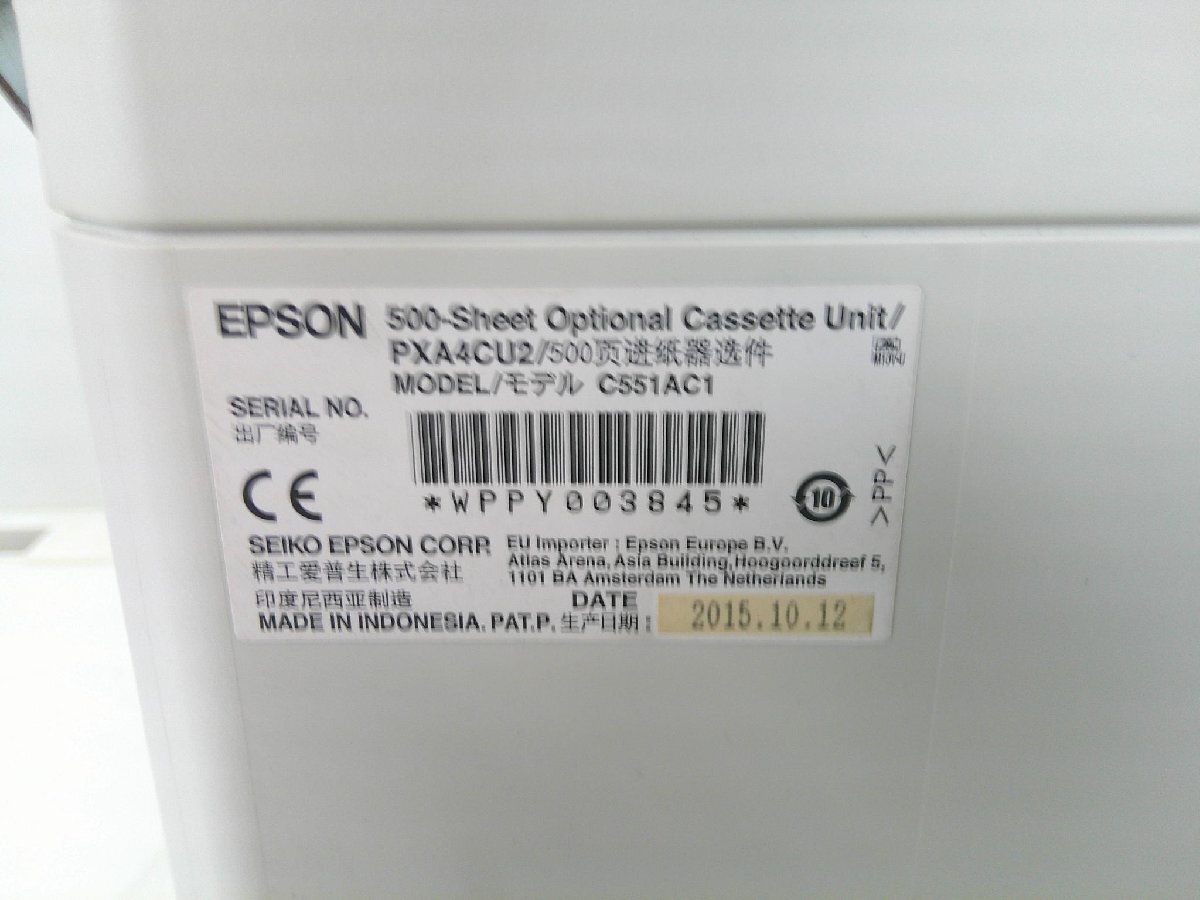 EPSON 500-Sheet Optional Cassette Unit/
PXA4CU2/500页进纸器选件
MODEL/モデル C551AC1
SERIAL NO.
出厂编号
*WPPY003845*
CE
10
>PP<
SEIKO EPSON CORP.
精工爱普生株式会社
EU Importer : Epson Europe B.V.
Atlas Arena, Asia Building, Hoogoorddreef 5,
1101 BA Amsterdam The Netherlands
印度尼西亚制造
MADE IN INDONESIA. PAT.P.
DATE
生产日期 : 2015.10.12